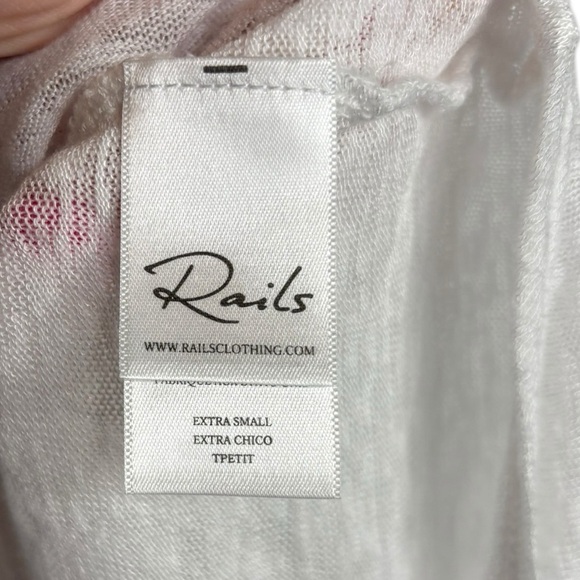 Rails
WWW.RAILSCLOTHING.COM
EXTRA SMALL
EXTRA CHICO
TPETIT